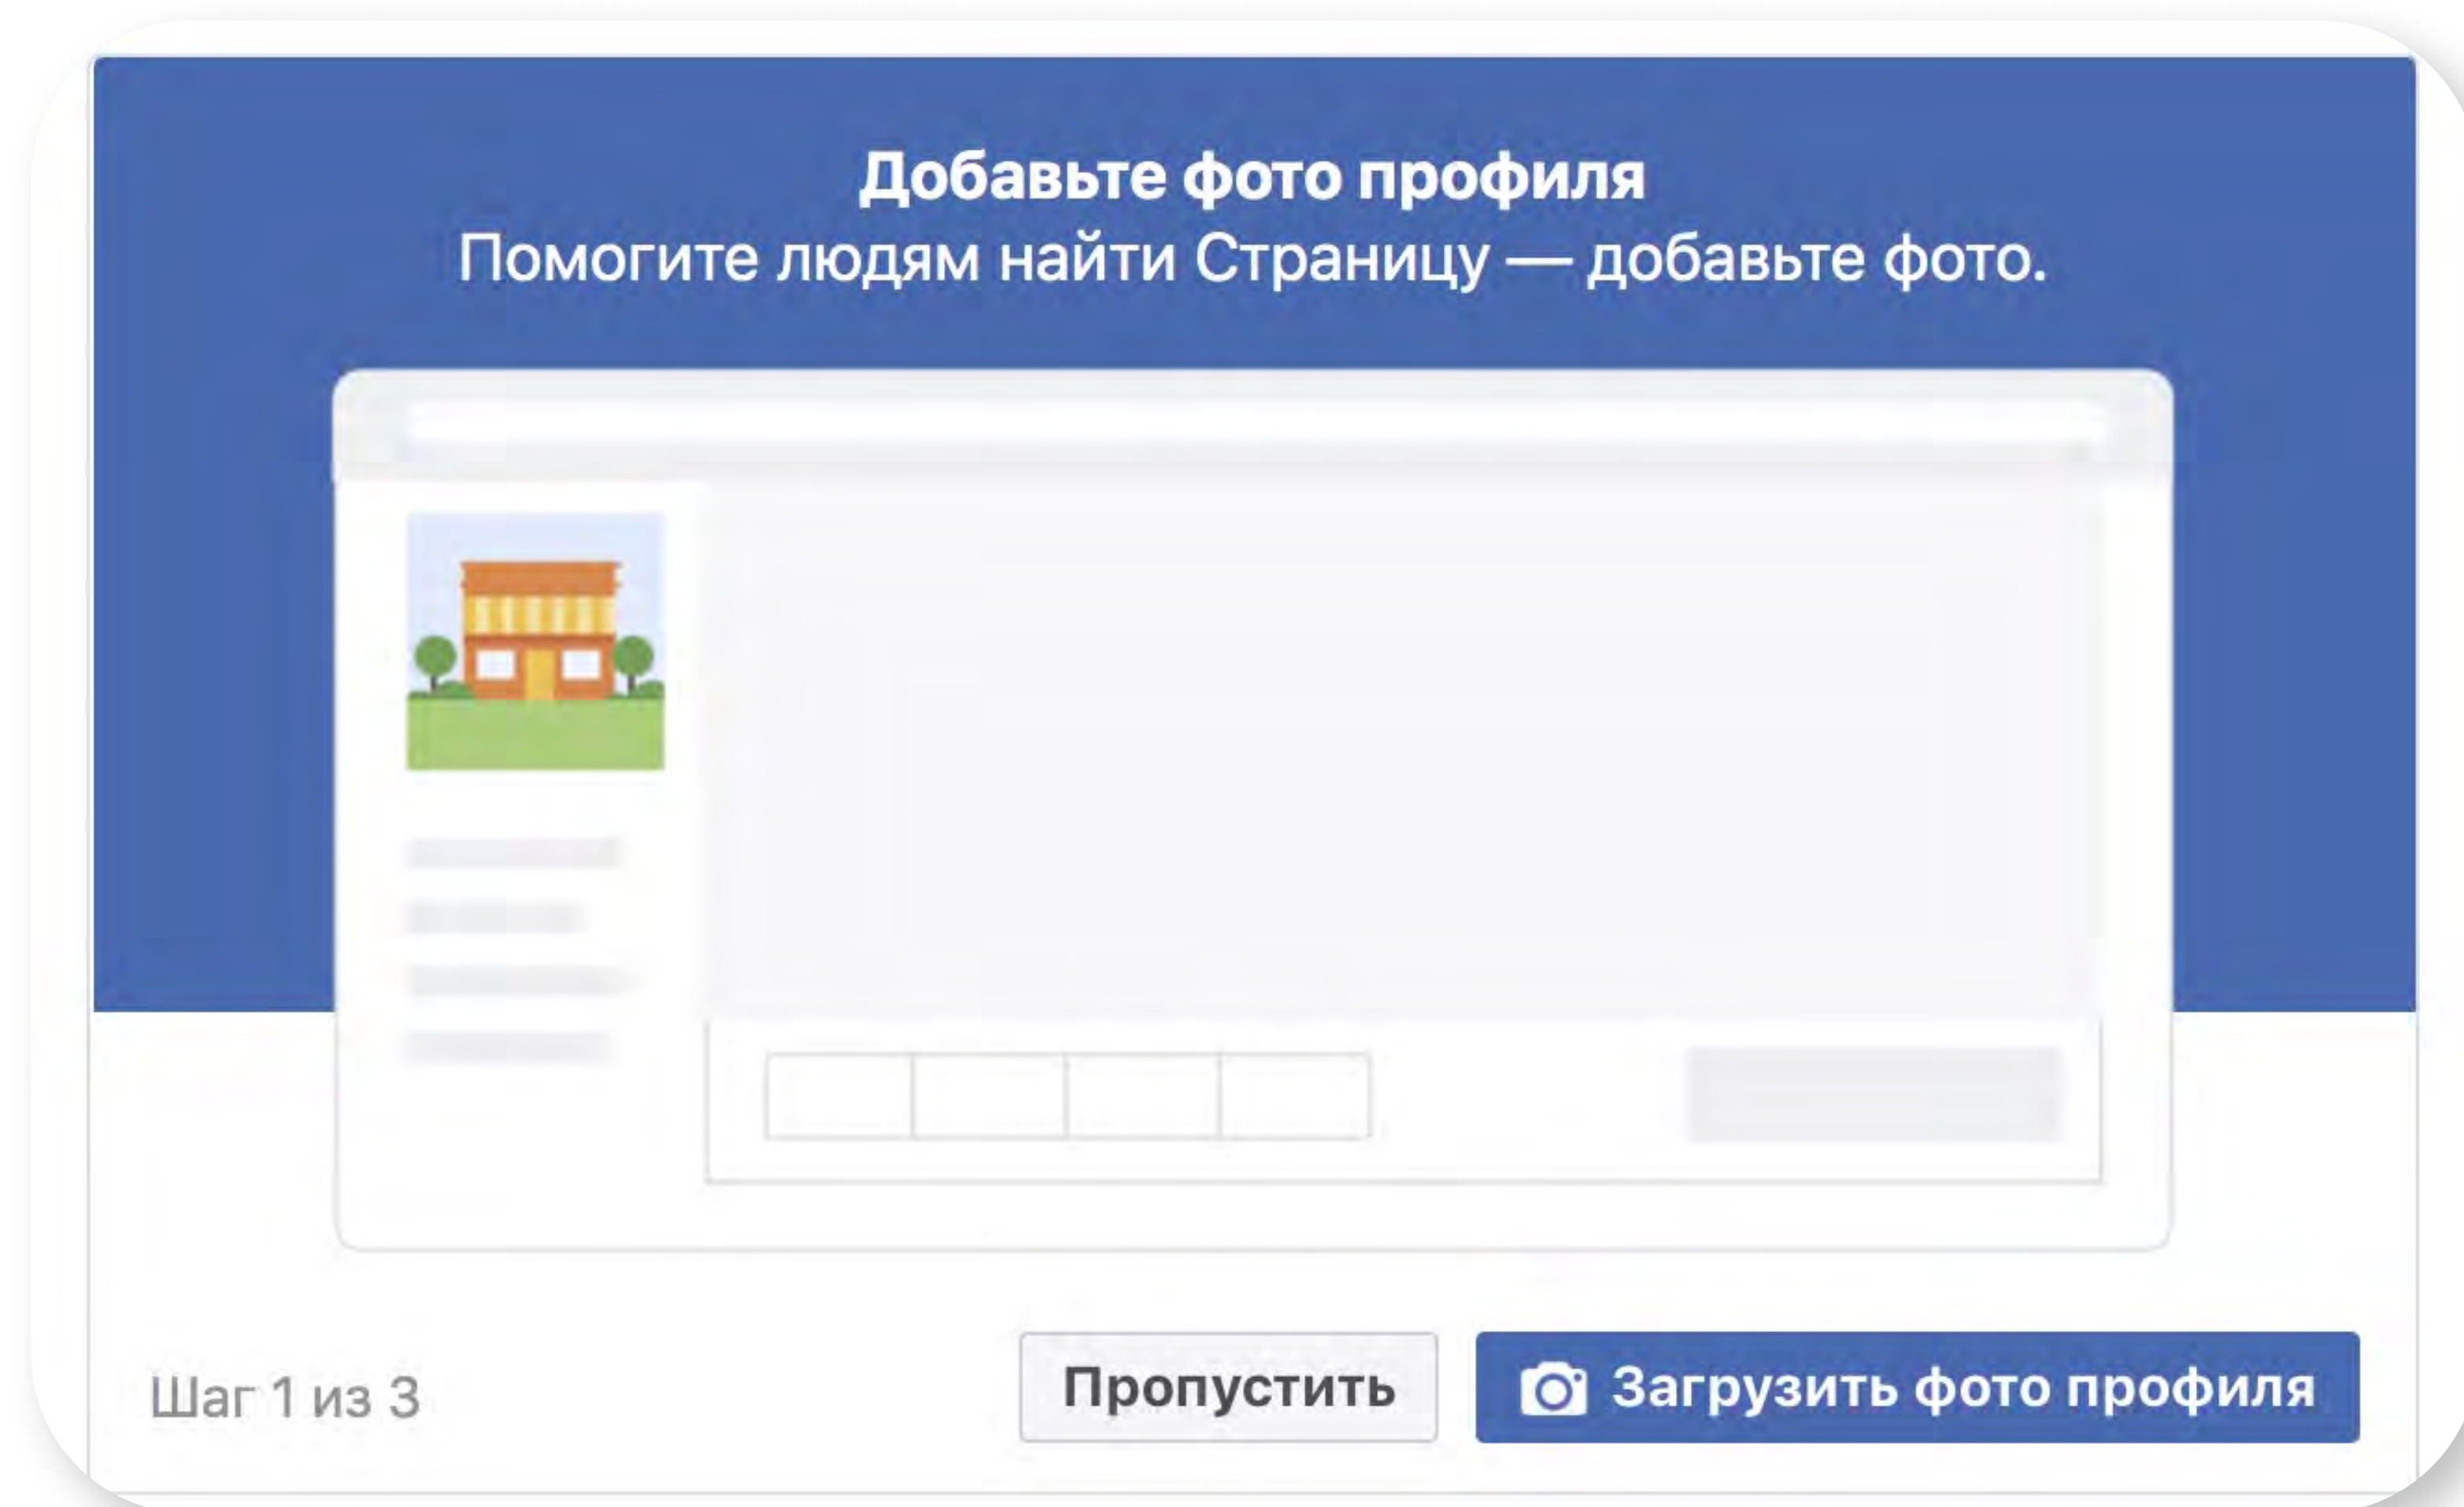 Добавьте фото профиля
Помогите людям найти Страницу — добавьте фото.
Шаг 1 из 3
Пропустить
Загрузить фото профиля